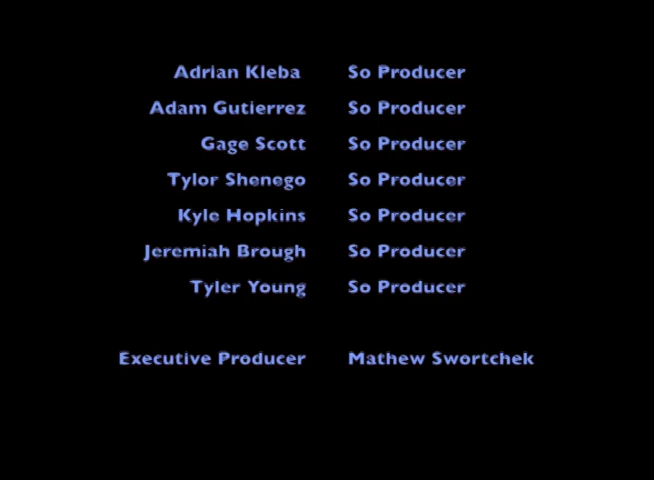 Adrian Kleba So Producer
Adam Gutierrez So Producer
Gage Scott So Producer
Tylor Shenego So Producer
Kyle Hopkins So Producer
Jeremiah Brough So Producer
Tyler Young So Producer
Executive Producer Mathew Swortchek